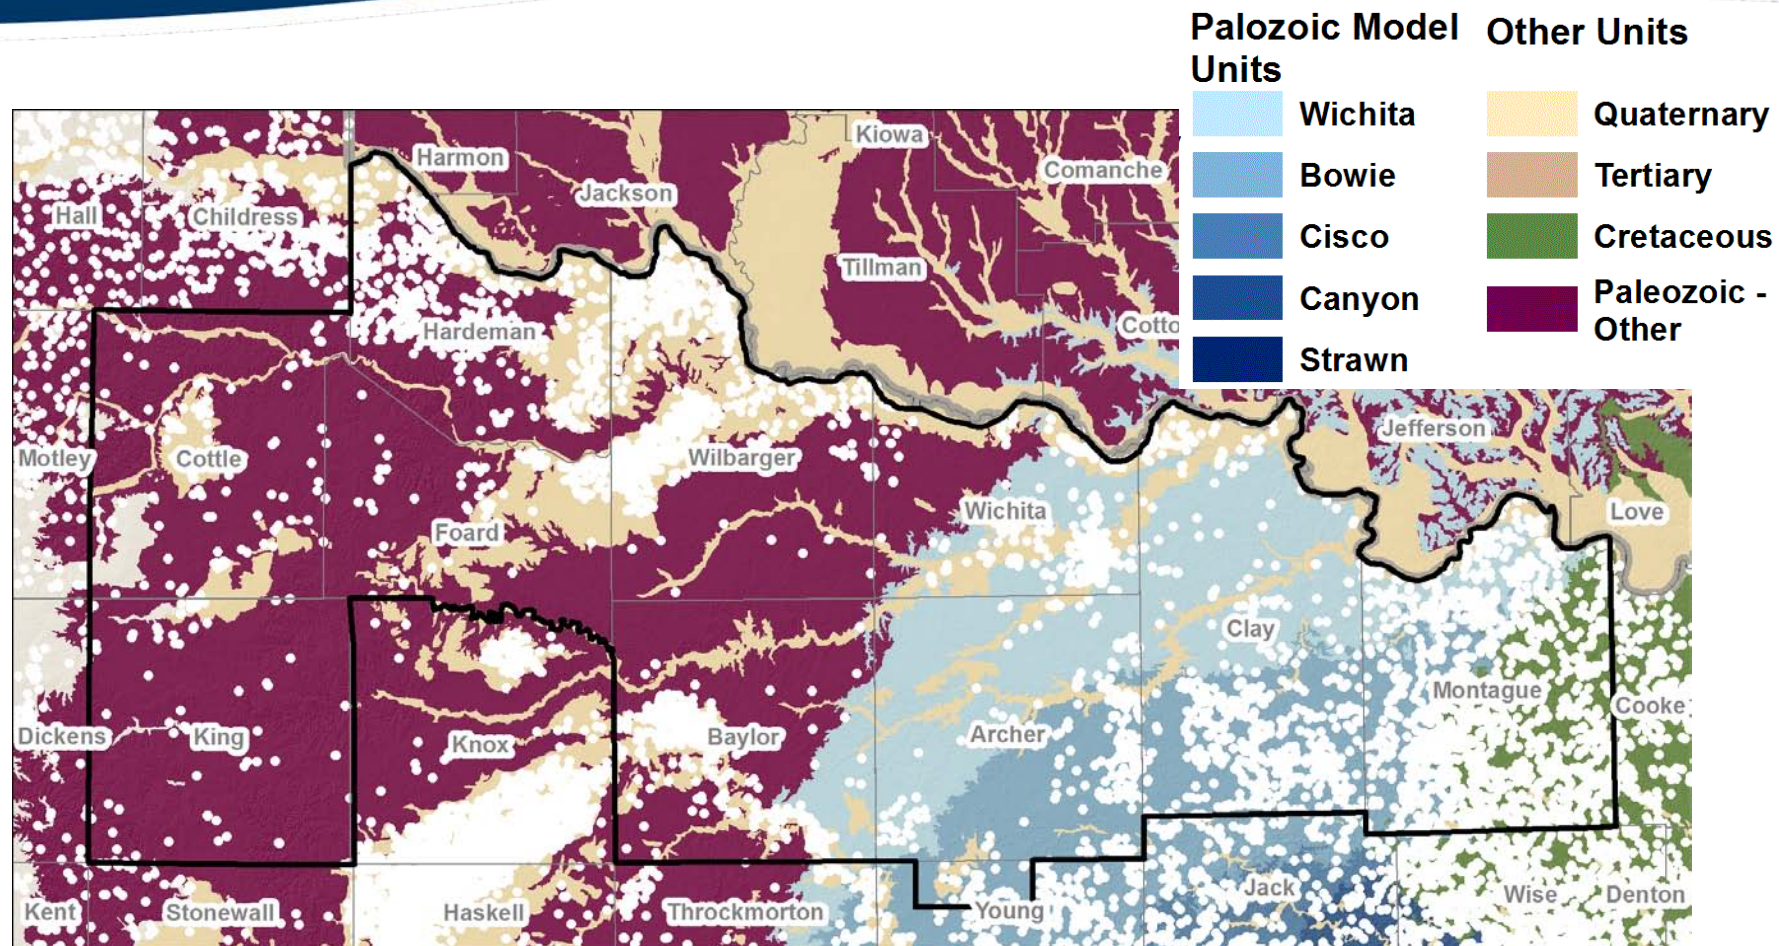 Palozoic Model
Units
Other Units
Wichita
Quaternary
Bowie
Tertiary
Cisco
Cretaceous
Canyon
Paleozoic -
Other
Strawn
Kiowa
Harmon
Comanche
Jackson
Hall
Childress
Tillman
Cotto
Hardeman
Jefferson
Motley
Cottle
Wilbarger
Wichita
Love
Foard
Clay
Montague
Cooke
Dickens
King
Knox
Baylor
Archer
Jack
Wise
Denton
Kent
Stonewall
Haskell
Throckmorton
Young